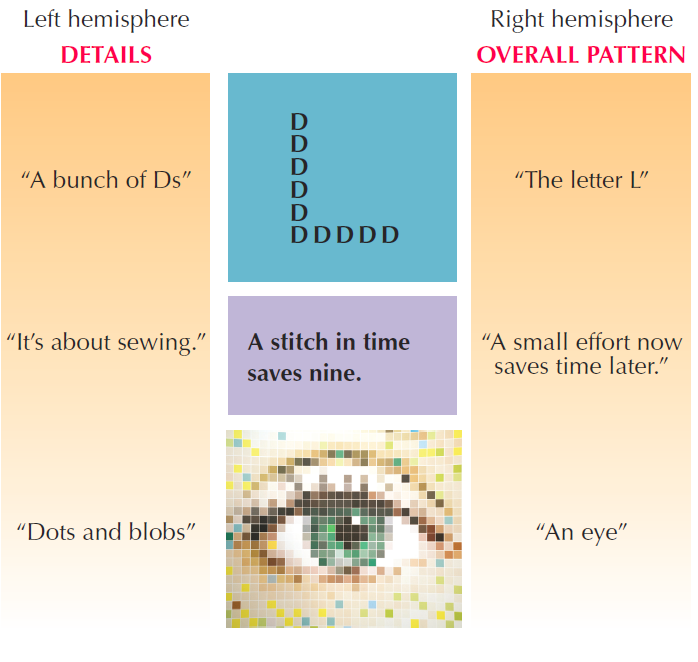 Left hemisphere
DETAILS
Right hemisphere
OVERALL PATTERN
“A bunch of Ds”
D
D
D
D
D
D D D D D
“The letter L”
“It’s about sewing.”
A stitch in time
saves nine.
“A small effort now
saves time later.”
“Dots and blobs”
“An eye”